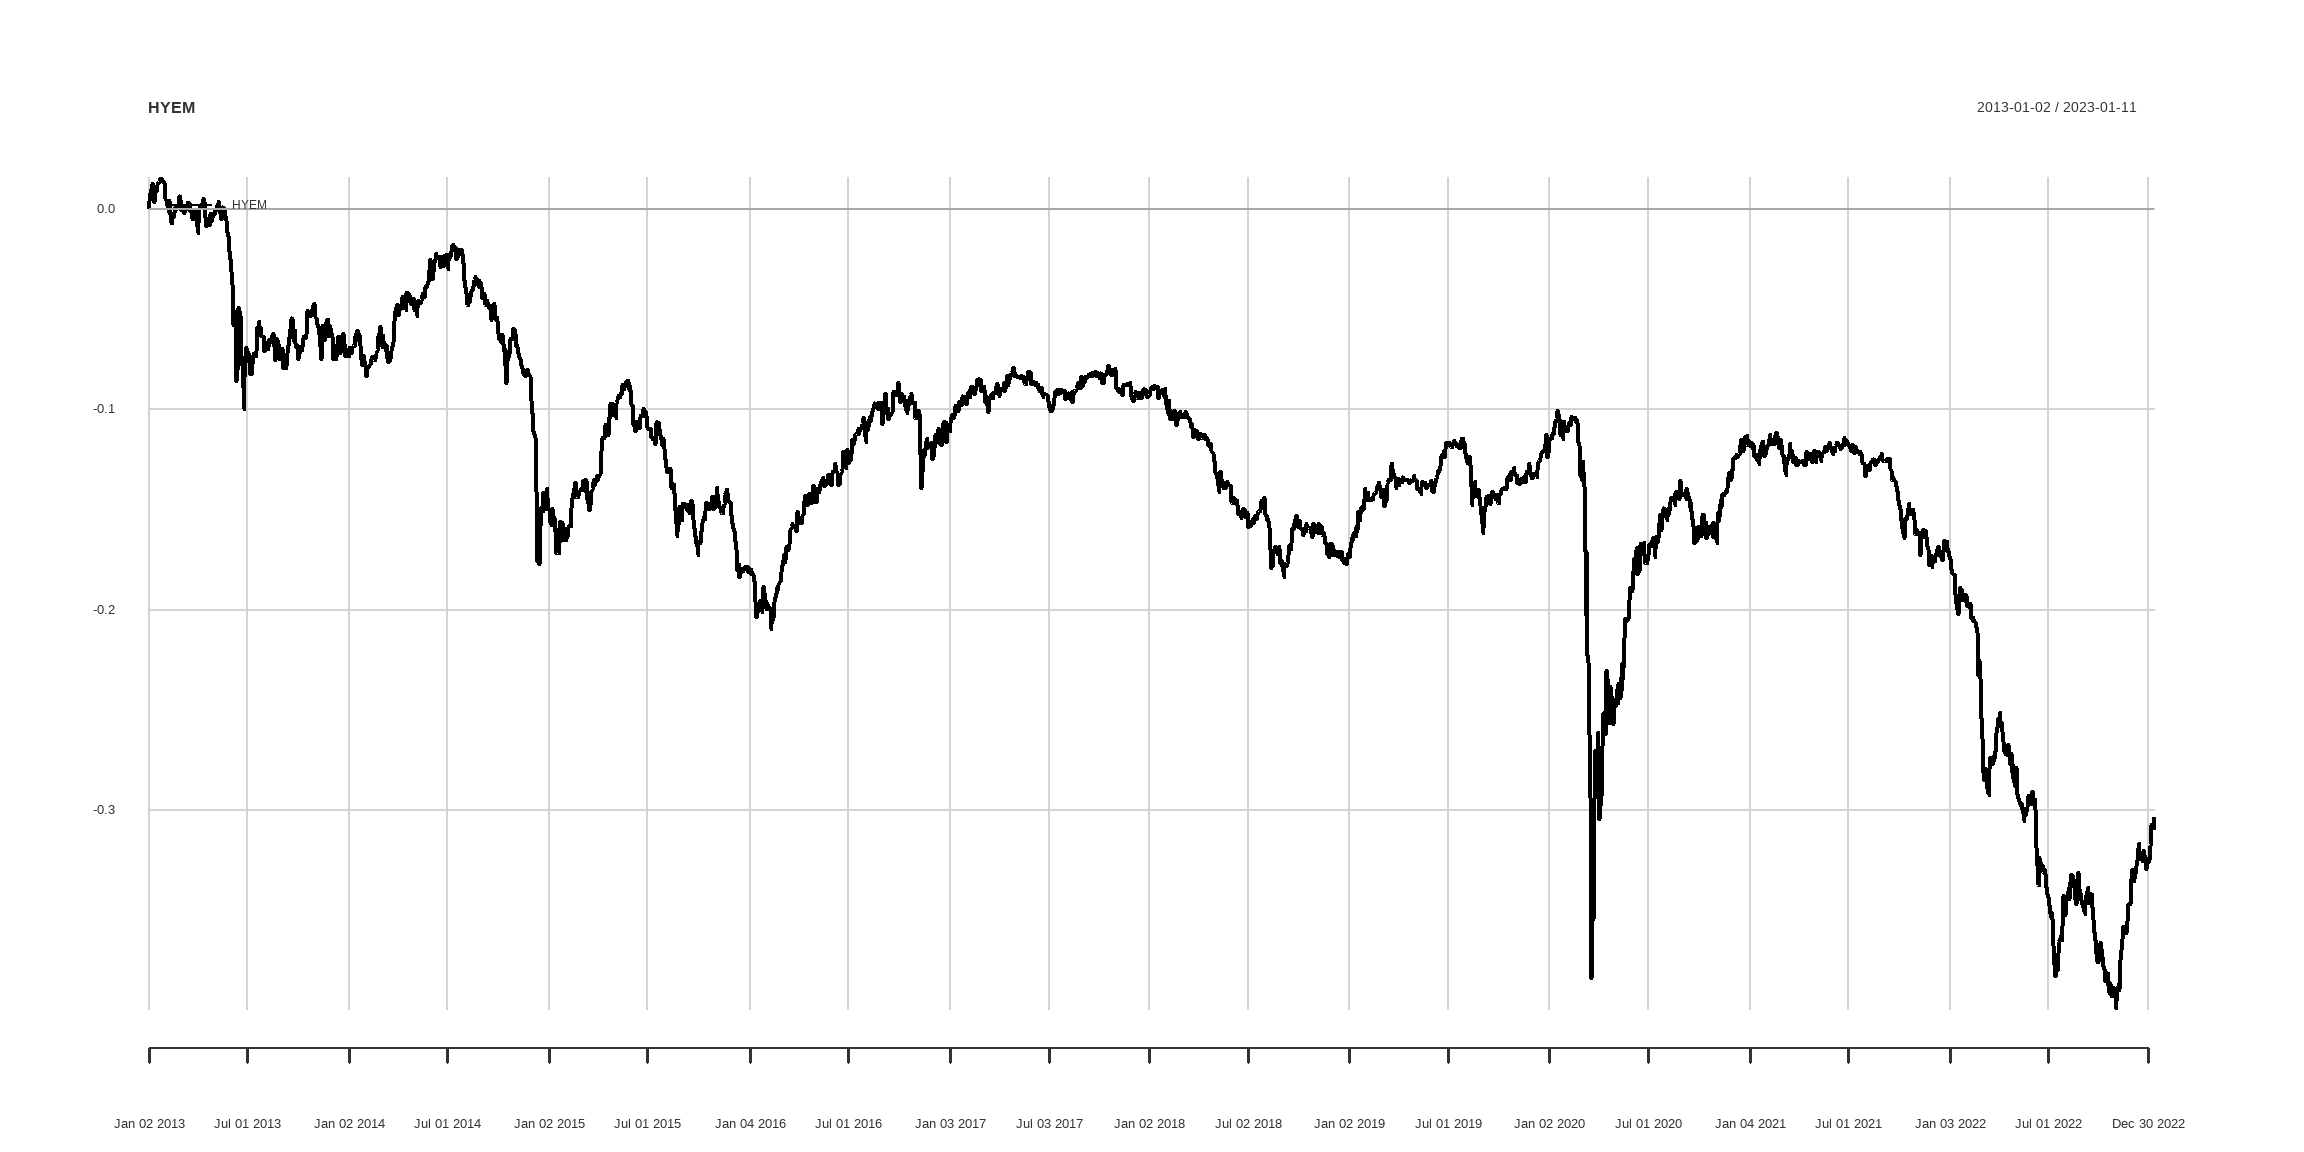 HYEM
2013-01-02 / 2023-01-11
HYEM
0.0
-0.1
-0.2
-0.3
Jan 02 2013
Jul 01 2013
Jan 02 2014
Jul 01 2014
Jan 02 2015
Jul 01 2015
Jan 04 2016
Jul 01 2016
Jan 03 2017
Jul 03 2017
Jan 02 2018
Jul 02 2018
Jan 02 2019
Jul 01 2019
Jan 02 2020
Jul 01 2020
Jan 04 2021
Jul 01 2021
Jan 03 2022
Jul 01 2022
Dec 30 2022